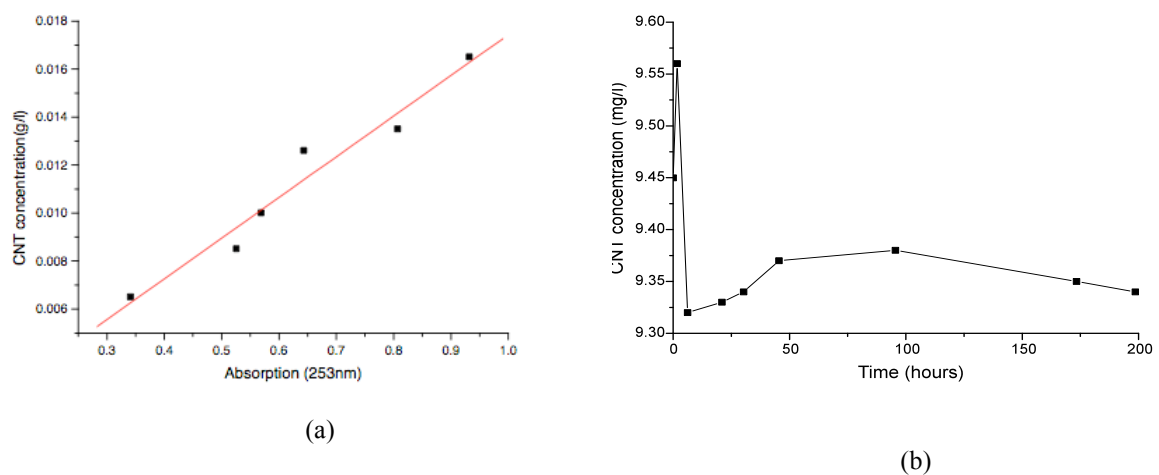 0.018
0.016
0.014
0.012
0.010
0.008
0.006
CNT concentration(g/l)
0.3 0.4 0.5 0.6 0.7 0.8 0.9 1.0
Absorption (253nm)
(a)
9.60
9.55
9.50
9.45
9.40
9.35
9.30
CNT concentration (mg/l)
0 50 100 150 200
Time (hours)
(b)